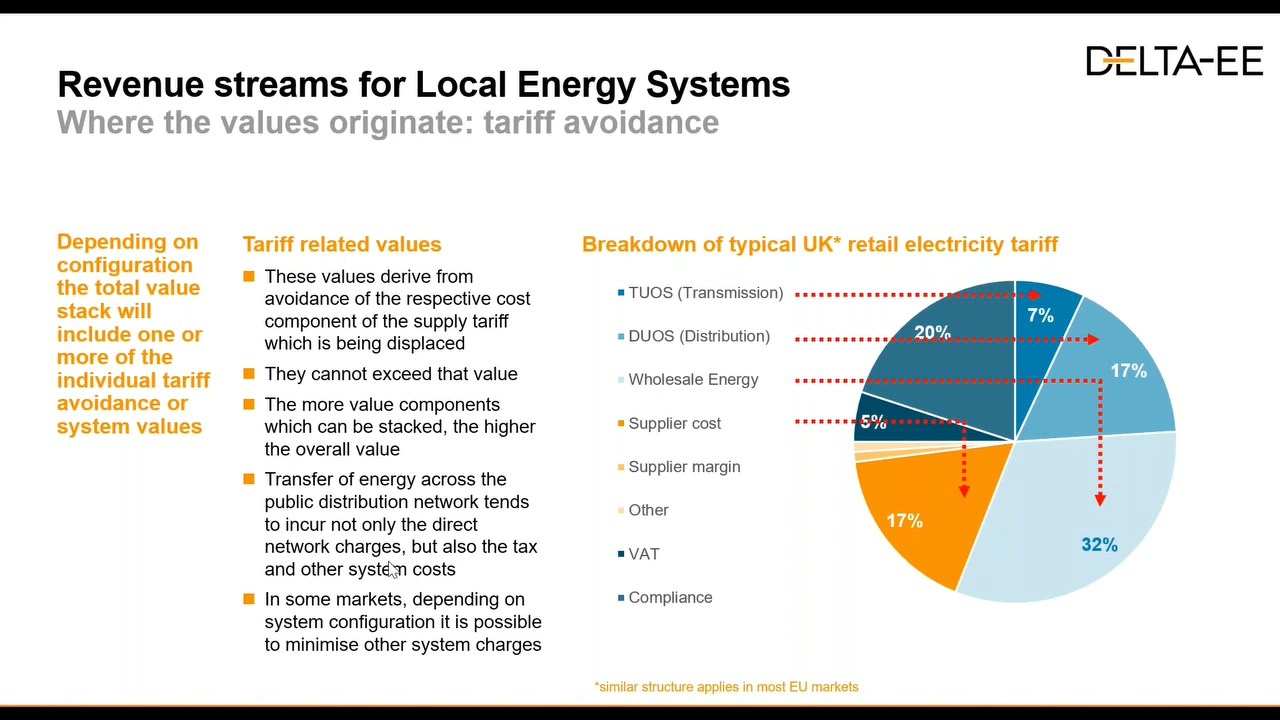 DELTA-EE
Revenue streams for Local Energy Systems
Where the values originate: tariff avoidance
Depending on
configuration
the total value
stack will
include one or
more of the
individual tariff
avoidance or
system values
Tariff related values
These values derive from
avoidance of the respective cost
component of the supply tariff
which is being displaced
They cannot exceed that value
The more value components
which can be stacked, the higher
the overall value
Transfer of energy across the
public distribution network tends
to incur not only the direct
network charges, but also the tax
and other system costs
In some markets, depending on
system configuration it is possible
to minimise other system charges
Breakdown of typical UK* retail electricity tariff
TUOS (Transmission)
DUOS (Distribution)
Wholesale Energy
Supplier cost
Supplier margin
Other
VAT
Compliance
7%
20%
17%
5%
17%
32%
*similar structure applies in most EU markets